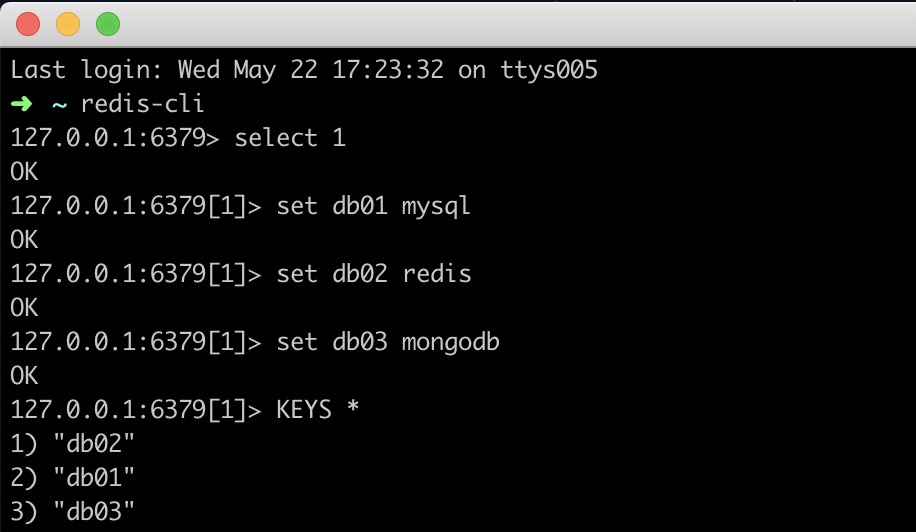 Last login: Wed May 22 17:23:32 on ttys005
➜ ~ redis-cli
127.0.0.1:6379> select 1
OK
127.0.0.1:6379[1]> set db01 mysql
OK
127.0.0.1:6379[1]> set db02 redis
OK
127.0.0.1:6379[1]> set db03 mongodb
OK
127.0.0.1:6379[1]> KEYS *
1) "db02"
2) "db01"
3) "db03"